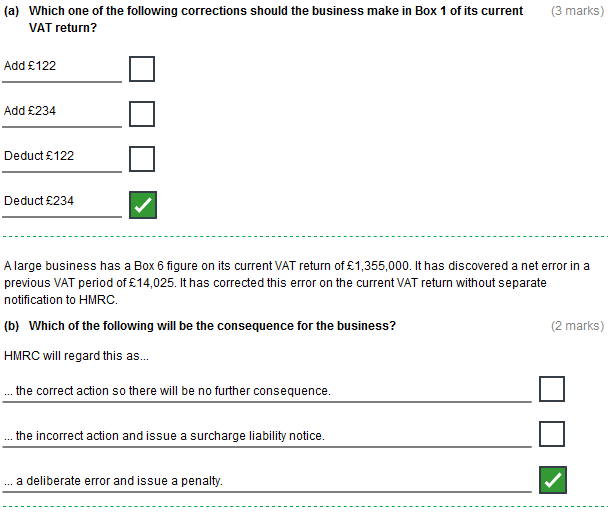 (a) Which one of the following corrections should the business make in Box 1 of its current (3 marks)
VAT return?
Add £122
Add £234
Deduct £122
Deduct £234
A large business has a Box 6 figure on its current VAT return of £1,355,000. It has discovered a net error in a
previous VAT period of £14,025. It has corrected this error on the current VAT return without separate
notification to HMRC.
(b) Which of the following will be the consequence for the business? (2 marks)
HMRC will regard this as...
... the correct action so there will be no further consequence.
... the incorrect action and issue a surcharge liability notice.
... a deliberate error and issue a penalty.